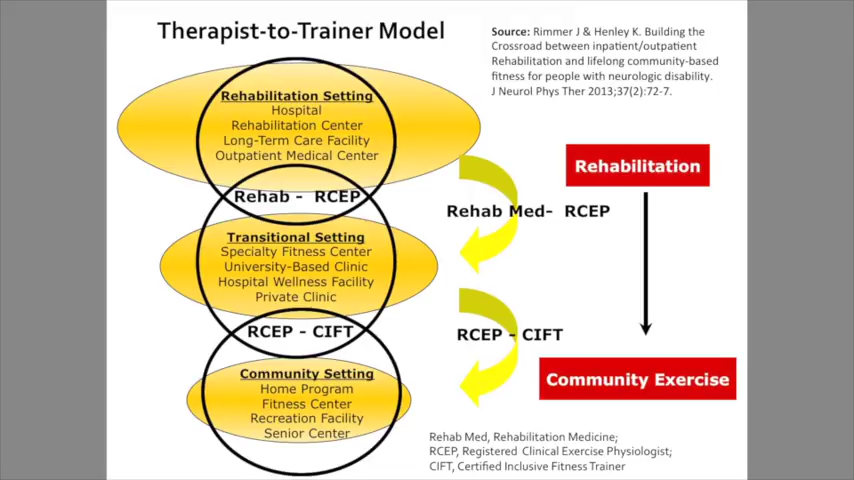 Therapist-to-Trainer Model
Source: Rimmer J & Henley K. Building the
Crossroad between inpatient/outpatient
Rehabilitation and lifelong community-based
fitness for people with neurologic disability.
J Neurol Phys Ther 2013;37(2):72-7.
Rehabilitation Setting
Hospital
Rehabilitation Center
Long-Term Care Facility
Outpatient Medical Center
Rehab - RCEP
Transitional Setting
Specialty Fitness Center
University-Based Clinic
Hospital Wellness Facility
Private Clinic
RCEP - CIFT
Community Setting
Home Program
Fitness Center
Recreation Facility
Senior Center
Rehab Med- RCEP
RCEP - CIFT
Rehabilitation
Community Exercise
Rehab Med, Rehabilitation Medicine;
RCEP, Registered Clinical Exercise Physiologist;
CIFT, Certified Inclusive Fitness Trainer